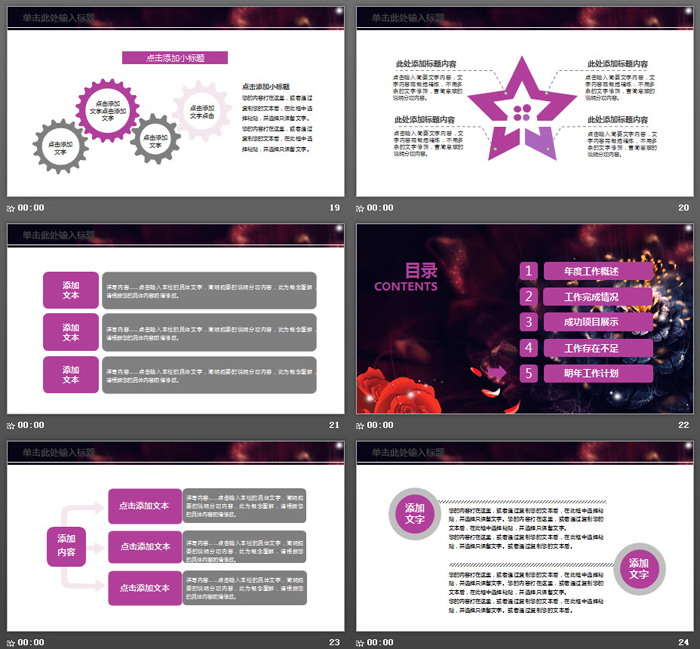 单击此处输入标题
点击添加小标题
点击添加
文字
点击添加
文字点击添加
文字
点击添加
文字
点击添加
文字点击
点击添加小标题
您的内容打在这里，或者通过
复制您的文本后，在此框中选
择粘贴，并选择只保留文字。
您的内容打在这里，或者通过
复制您的文本后，在此框中选
择粘贴，并选择只保留文字。
00:00
19
单击此处输入标题
此处添加标题内容
点击输入简要文字内容，文
字内容需概括精炼，不用多
余的文字修饰，言简意赅的
说明分项内容。
此处添加标题内容
点击输入简要文字内容，文
字内容需概括精炼，不用多
余的文字修饰，言简意赅的
说明分项内容。
此处添加标题内容
点击输入简要文字内容，文
字内容需概括精炼，不用多
余的文字修饰，言简意赅的
说明分项内容。
此处添加标题内容
点击输入简要文字内容，文
字内容需概括精炼，不用多
余的文字修饰，言简意赅的
说明分项内容。
00:00
20
单击此处输入标题
添加
文本
详写内容……点击输入本栏的具体文字，简明扼要的说明分项内容，此为概念图解，
请根据您的具体内容酌情修改。
添加
文本
详写内容……点击输入本栏的具体文字，简明扼要的说明分项内容，此为概念图解，
请根据您的具体内容酌情修改。
添加
文本
详写内容……点击输入本栏的具体文字，简明扼要的说明分项内容，此为概念图解，
请根据您的具体内容酌情修改。
00:00
21
目录
CONTENTS
1 年度工作概述
2 工作完成情况
3 成功项目展示
4 工作存在不足
5 明年工作计划
00:00
22
单击此处输入标题
添加
内容
点击添加文本
详写内容……点击输入本栏的具体文字，简明扼
要的说明分项内容，此为概念图解，请根据您
的具体内容酌情修改。
点击添加文本
详写内容……点击输入本栏的具体文字，简明扼
要的说明分项内容，此为概念图解，请根据您
的具体内容酌情修改。
点击添加文本
详写内容……点击输入本栏的具体文字，简明扼
要的说明分项内容，此为概念图解，请根据您
的具体内容酌情修改。
00:00
23
单击此处输入标题
添加
文字
您的内容打在这里，或者通过复制您的文本后，在此框中选择粘
贴，并选择只保留文字。您的内容打在这里，或者通过复制您的
文本后，在此框中选择粘贴，并选择只保留文字。
您的内容打在这里，或者通过复制您的文本后。
添加
文字
您的内容打在这里，或者通过复制您的文本后，在此框中选择粘
贴，并选择只保留文字。您的内容打在这里，或者通过复制您的
文本后，在此框中选择粘贴，并选择只保留文字。
您的内容打在这里，或者通过复制您的文本后。
00:00
24